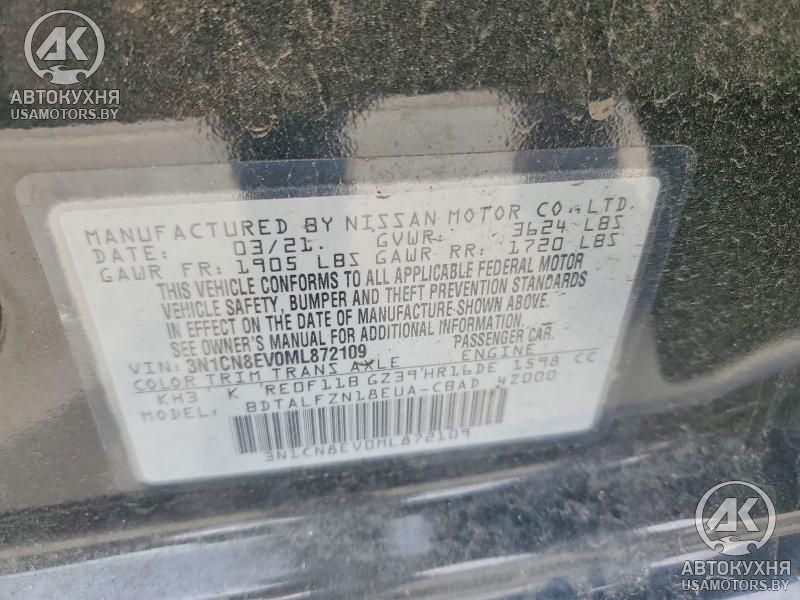 AK
АВТОКУХНЯ
USAMOTORS.BY
MANUFACTURED BY NISSAN MOTOR CO.,LTD.
DATE: 03/21. GVWR: 3624 LBS
GAWR FR: 1905 LBS GAWR RR: 1720 LBS
THIS VEHICLE CONFORMS TO ALL APPLICABLE FEDERAL MOTOR
VEHICLE SAFETY, BUMPER AND THEFT PREVENTION STANDARDS
IN EFFECT ON THE DATE OF MANUFACTURE SHOWN ABOVE.
SEE OWNER'S MANUAL FOR ADDITIONAL INFORMATION.
VIN: 3N1CN8EV0ML872109 PASSENGER CAR.
COLOR TRIM TRANS AXLE ENGINE
KH3 K RE0F11B GZ39 HR16DE 1598 CC
MODEL: BDTALFZN18EUA-CBAD 4Z000
3N1CN8EV0ML872109
AK
АВТОКУХНЯ
USAMOTORS.BY